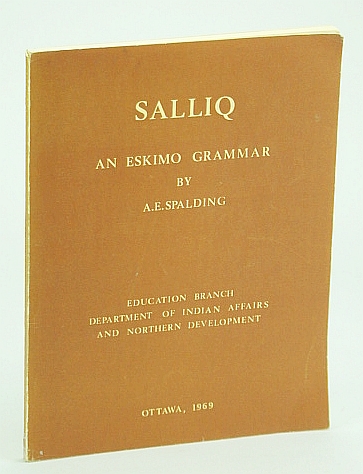 SALLIQ
AN ESKIMO GRAMMAR
BY
A.E.SPALDING
EDUCATION BRANCH
DEPARTMENT OF INDIAN AFFAIRS
AND NORTHERN DEVELOPMENT
OTTAWA, 1969